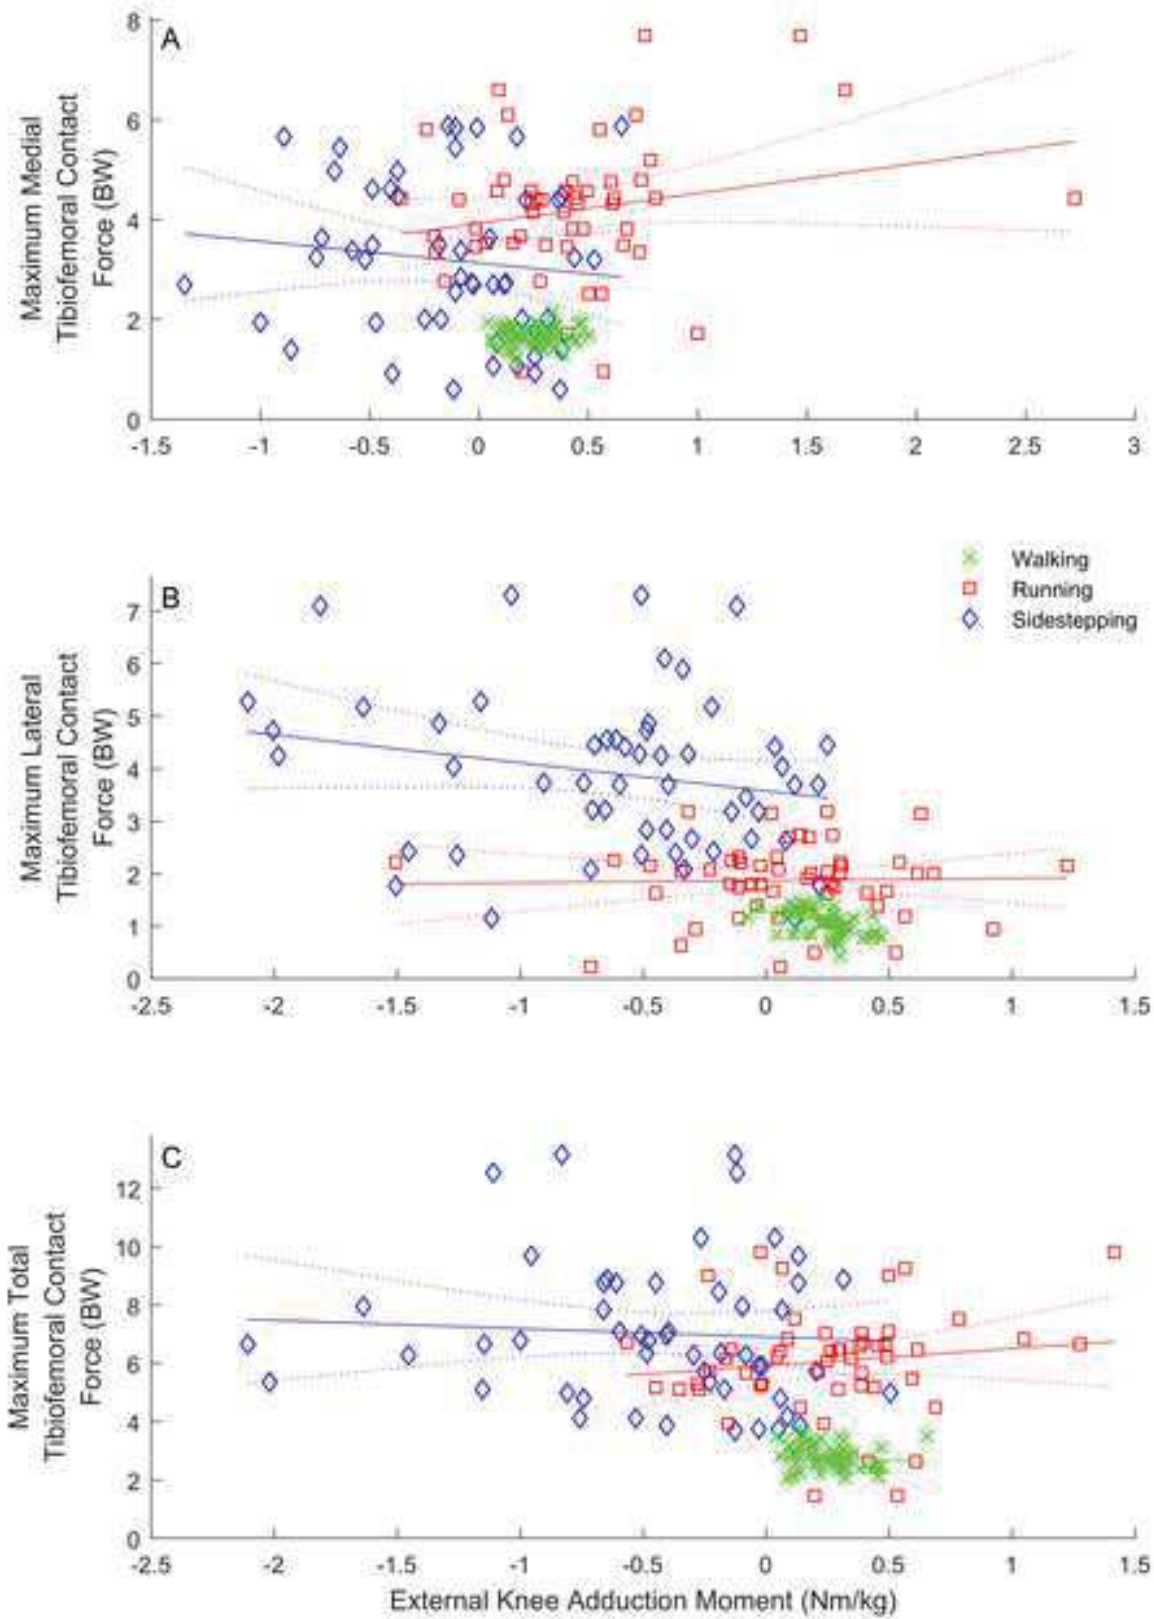 A
Maximum Medial
Tibiofemoral Contact
Force (BW)
8
6
4
2
0
-1.5 -1 -0.5 0 0.5 1 1.5 2 2.5 3
B
Walking
Running
Sidestepping
Maximum Lateral
Tibiofemoral Contact
Force (BW)
7
6
5
4
3
2
1
0
-2.5 -2 -1.5 -1 -0.5 0 0.5 1 1.5
C
Maximum Total
Tibiofemoral Contact
Force (BW)
12
10
8
6
4
2
0
-2.5 -2 -1.5 -1 -0.5 0 0.5 1 1.5
External Knee Adduction Moment (Nm/kg)